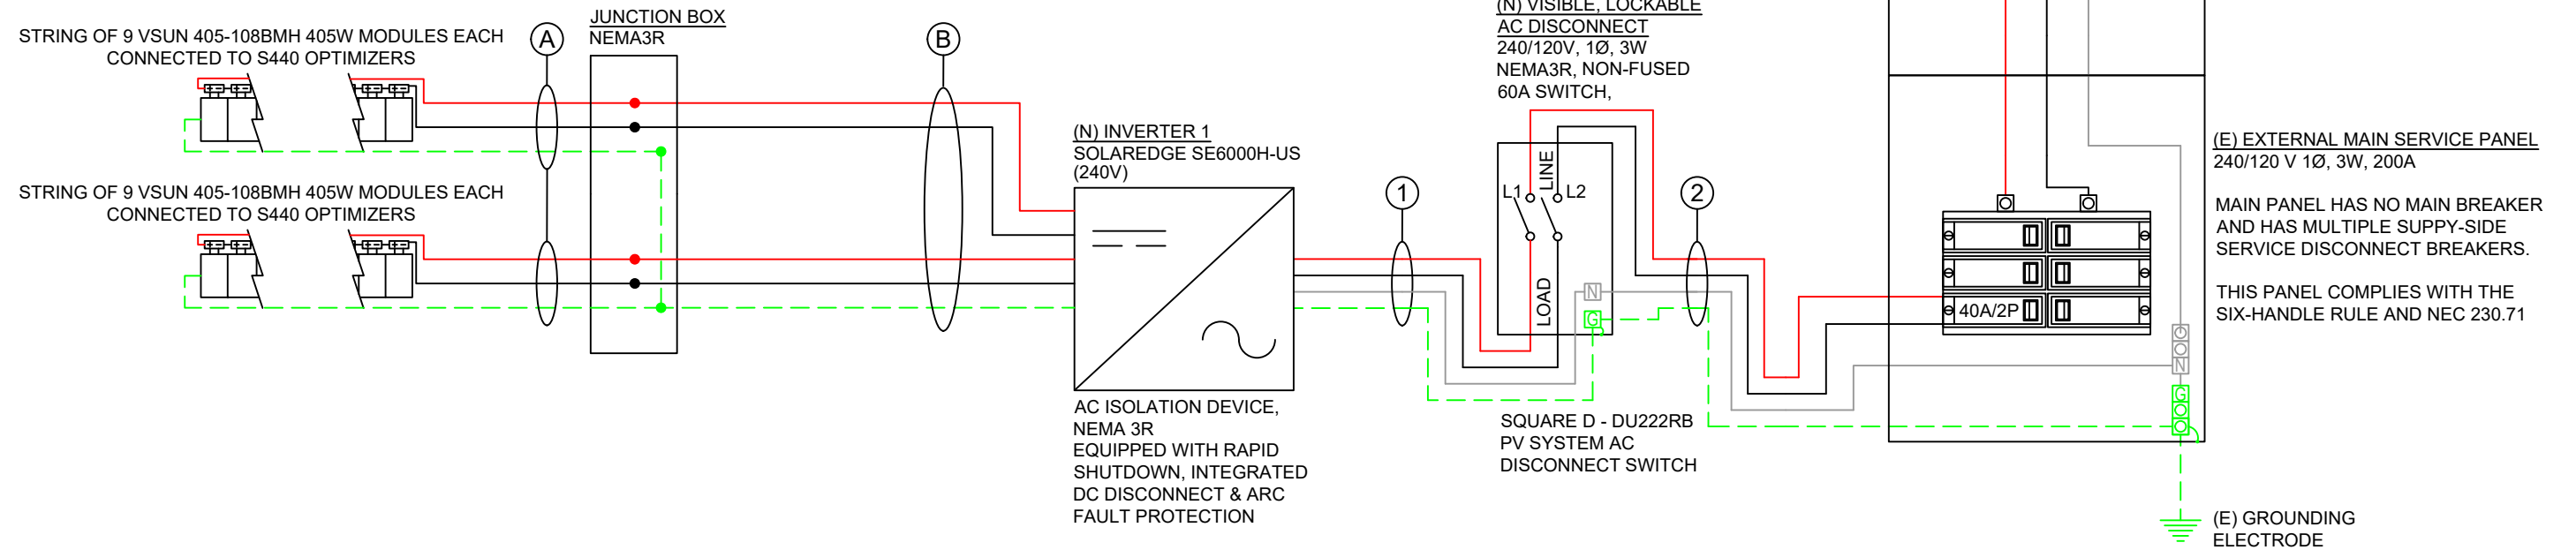 STRING OF 9 VSUN 405-108BMH 405W MODULES EACH
CONNECTED TO S440 OPTIMIZERS
STRING OF 9 VSUN 405-108BMH 405W MODULES EACH
CONNECTED TO S440 OPTIMIZERS
A
JUNCTION BOX
NEMA3R
B
(N) INVERTER 1
SOLAREDGE SE6000H-US
(240V)
AC ISOLATION DEVICE,
NEMA 3R
EQUIPPED WITH RAPID
SHUTDOWN, INTEGRATED
DC DISCONNECT & ARC
FAULT PROTECTION
1
(N) VISIBLE, LOCKABLE
AC DISCONNECT
240/120V, 1Ø, 3W
NEMA3R, NON-FUSED
60A SWITCH,
LINE
L1
L2
LOAD
N
G
SQUARE D - DU222RB
PV SYSTEM AC
DISCONNECT SWITCH
2
40A/2P
N
G
(E) EXTERNAL MAIN SERVICE PANEL
240/120 V 1Ø, 3W, 200A
MAIN PANEL HAS NO MAIN BREAKER
AND HAS MULTIPLE SUPPY-SIDE
SERVICE DISCONNECT BREAKERS.
THIS PANEL COMPLIES WITH THE
SIX-HANDLE RULE AND NEC 230.71
(E) GROUNDING
ELECTRODE